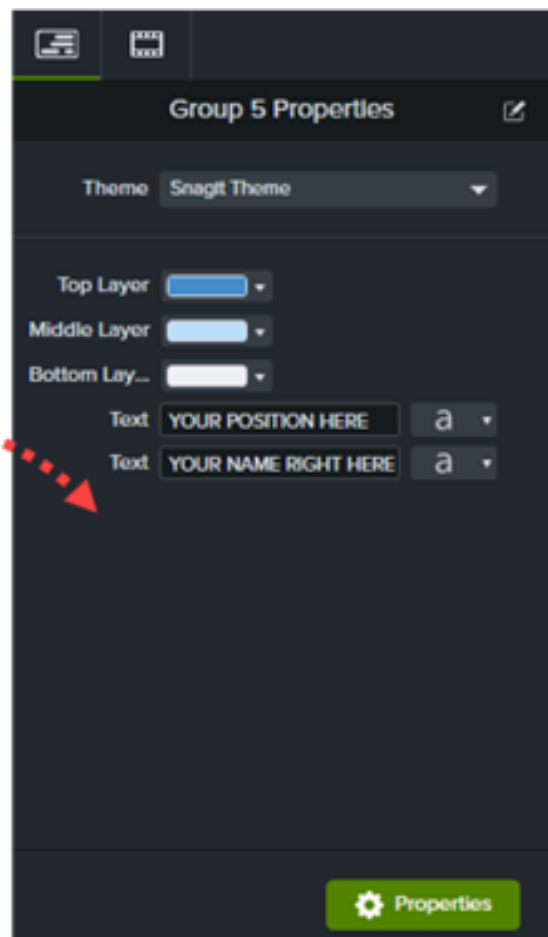 Group 5 Properties
Theme SnagIt Theme
Top Layer
Middle Layer
Bottom Lay...
Text YOUR POSITION HERE a
Text YOUR NAME RIGHT HERE a
Properties